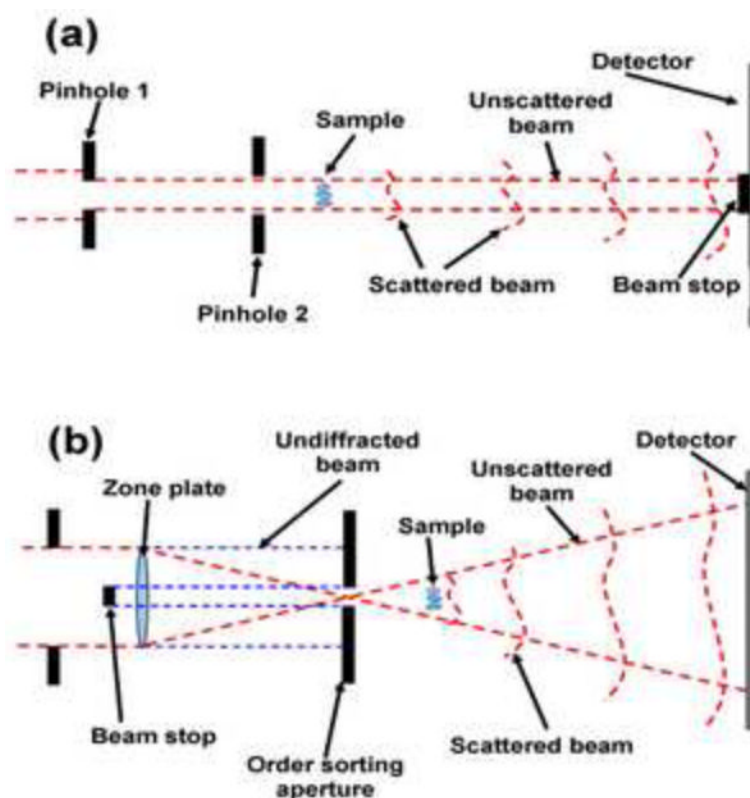 (a)
Detector
Pinhole 1
Unscattered
beam
Sample
Scattered beam
Beam stop
Pinhole 2
(b)
Undiffracted
beam
Detector
Zone plate
Unscattered
beam
Sample
Beam stop
Scattered beam
Order sorting
aperture